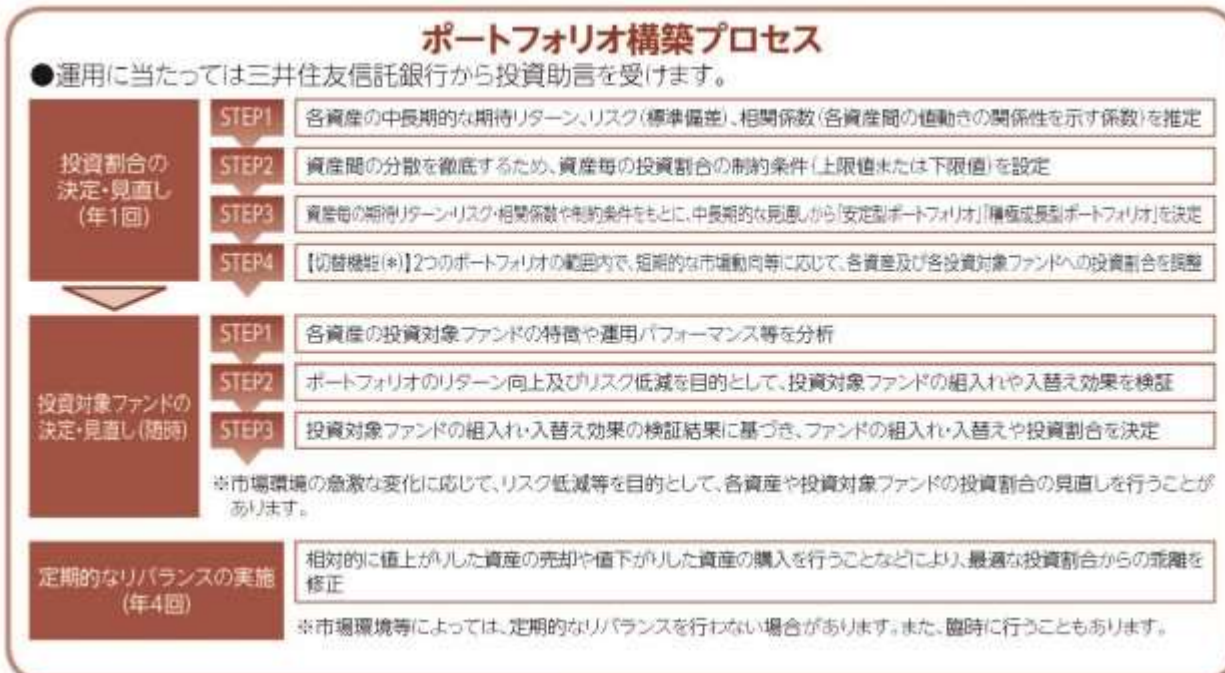 ポートフォリオ構築プロセス
●運用に当たっては三井住友信託銀行から投資助言を受けます。
投資割合の
決定・見直し
(年1回)
STEP1
各資産の中長期的な期待リターン、リスク(標準偏差)、相関係数(各資産間の値動きの関係性を示す係数)を推定
STEP2
資産間の分散を徹底するため、資産毎の投資割合の制約条件(上限値または下限値)を設定
STEP3
資産毎の期待リターン・リスク・相関係数や制約条件をもとに、中長期的な見通しから「安定型ポートフォリオ」「積極成長型ポートフォリオ」を決定
STEP4
【切替機能(*)】2つのポートフォリオの範囲内で、短期的な市場動向等に応じて、各資産及び各投資対象ファンドへの投資割合を調整
投資対象ファンドの
決定・見直し(随時)
STEP1
各資産の投資対象ファンドの特徴や運用パフォーマンス等を分析
STEP2
ポートフォリオのリターン向上及びリスク低減を目的として、投資対象ファンドの組入れや入替え効果を検証
STEP3
投資対象ファンドの組入れ・入替え効果の検証結果に基づき、ファンドの組入れ・入替えや投資割合を決定
※市場環境の急激な変化に応じて、リスク低減等を目的として、各資産や投資対象ファンドの投資割合の見直しを行うことが
あります。
定期的なリバランスの実施
(年4回)
相対的に値上がりした資産の売却や値下がりした資産の購入を行うことなどにより、最適な投資割合からの乖離を
修正
※市場環境等によっては、定期的なリバランスを行わない場合があります。また、臨時に行うこともあります。